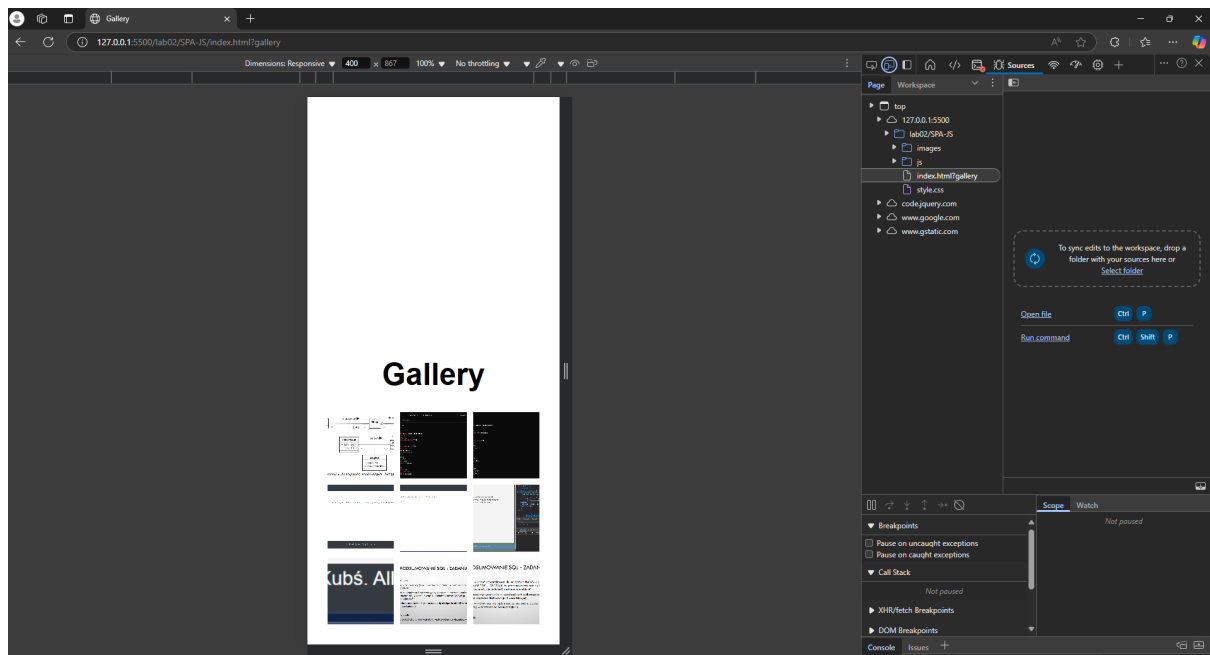 Gallery
127.0.0.1:5500/lab02/SPA-JS/index.html?gallery
Dimensions: Responsive 400 x 867 100% No throttling
Sources
Page Workspace
top
127.0.0.1:5500
lab02/SPA-JS
images
js
index.html?gallery
style.css
code.jquery.com
www.google.com
www.gstatic.com
To sync edits to the workspace, drop a
folder with your sources here or
Select folder
Open file Ctrl P
Run command Ctrl Shift P
Gallery
Kubś. All
PODSUMOWANIE SQL - ZADAN
Scope Watch
Not paused
Breakpoints
Pause on uncaught exceptions
Pause on caught exceptions
Call Stack
Not paused
XHR/fetch Breakpoints
DOM Breakpoints
Console Issues